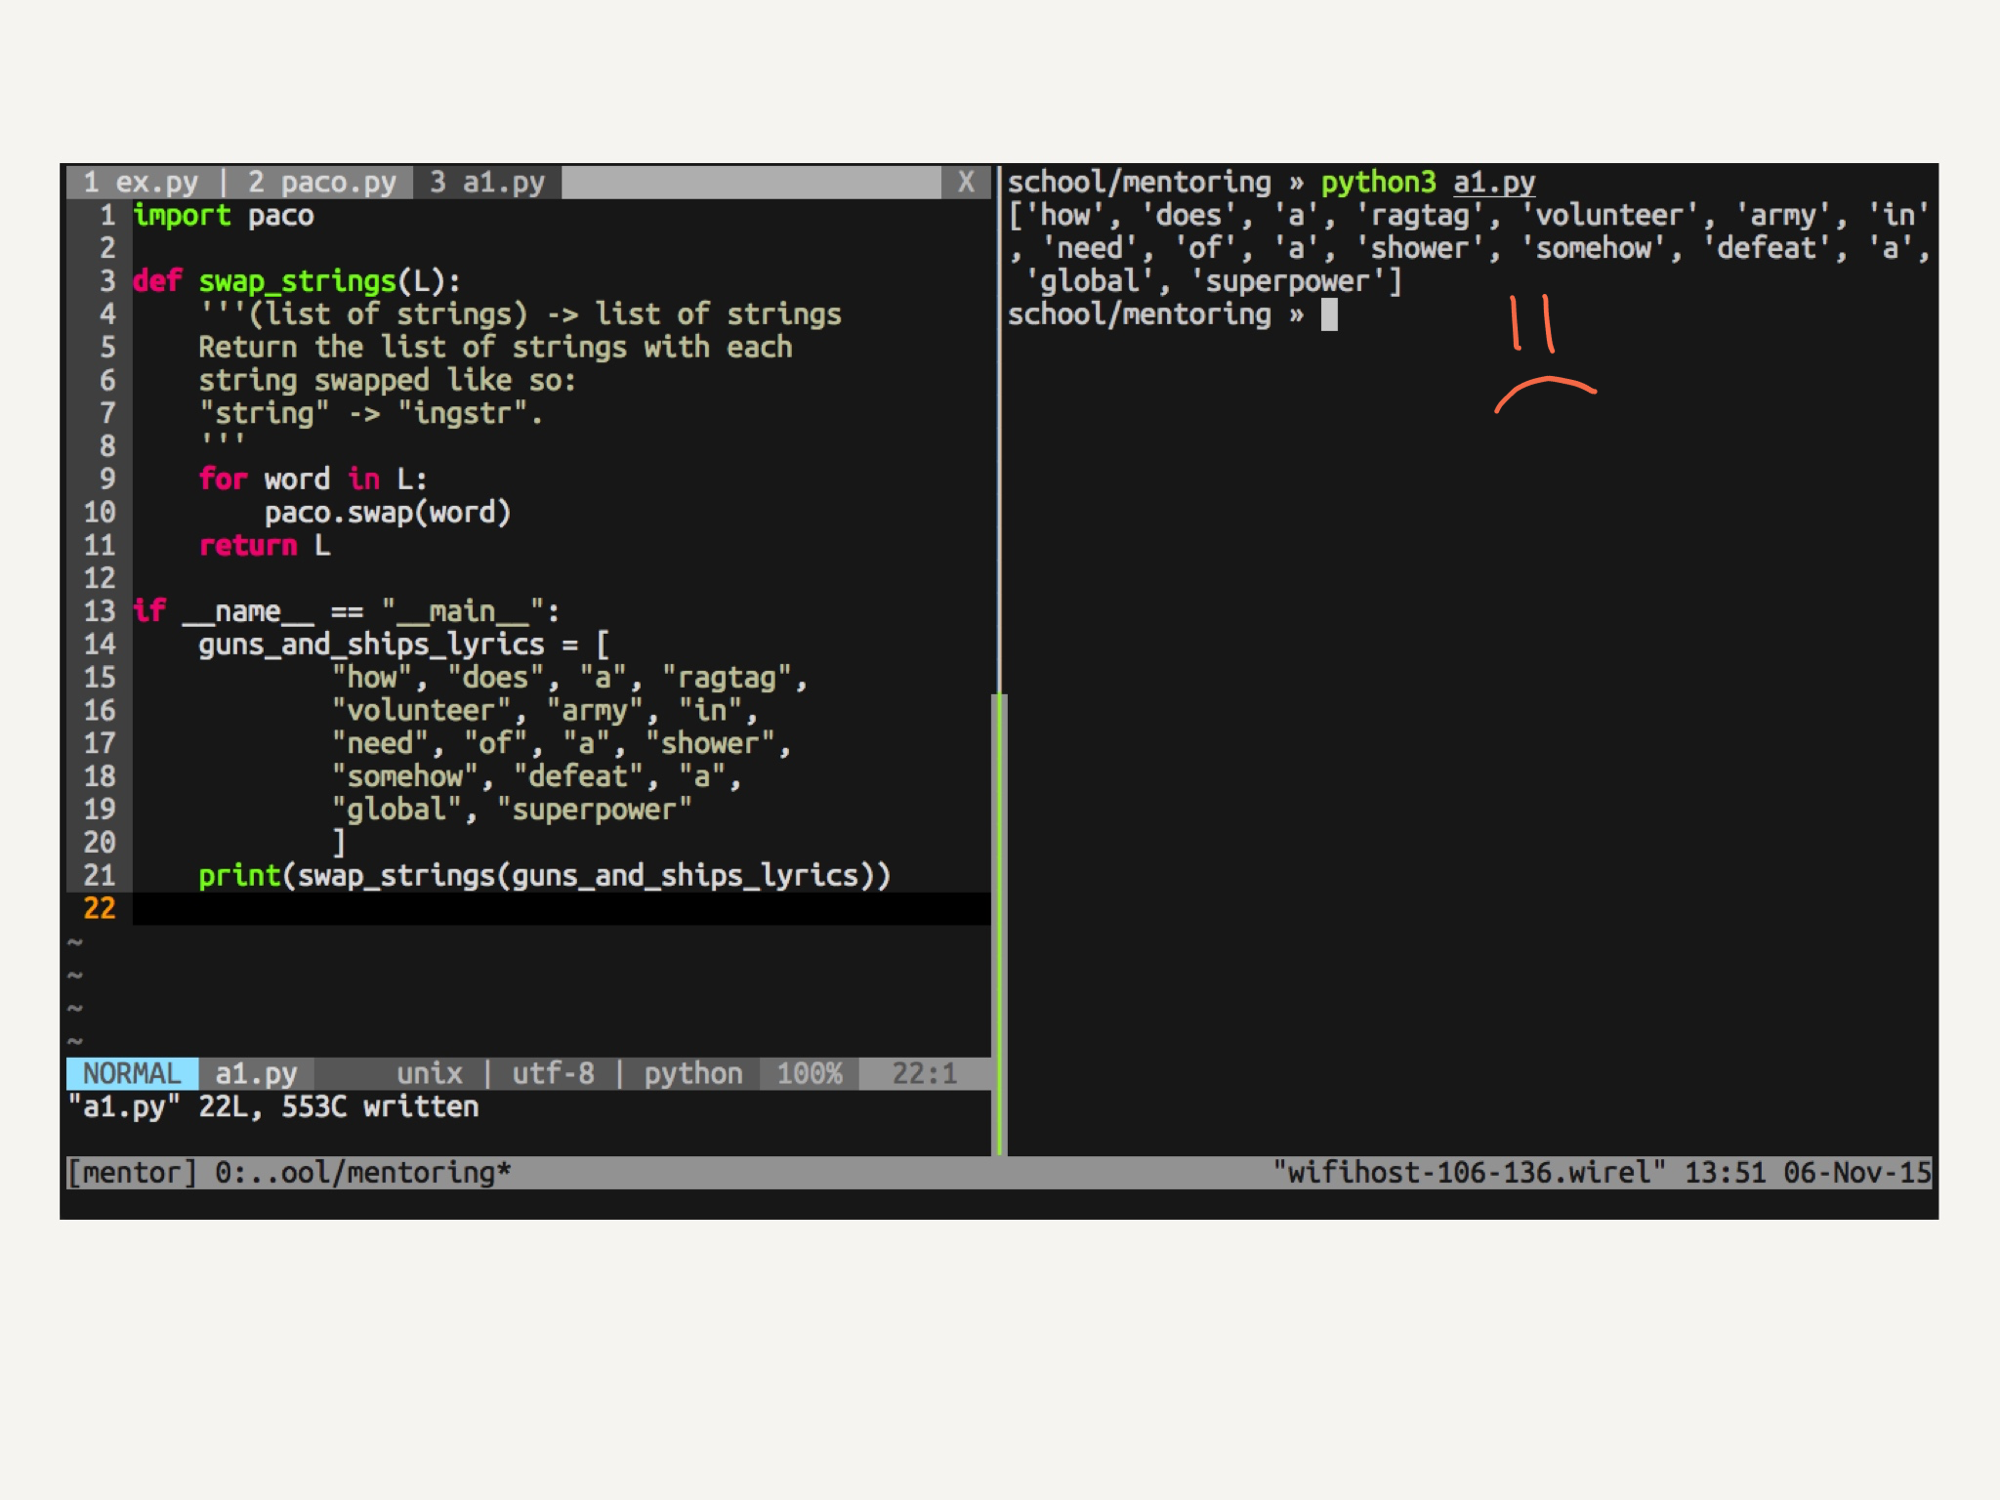 1 ex.py | 2 paco.py 3 a1.py X
1 import paco
2
3 def swap_strings(L):
4     '''(list of strings) -> list of strings
5     Return the list of strings with each
6     string swapped like so:
7     "string" -> "ingstr".
8     '''
9     for word in L:
10         paco.swap(word)
11     return L
12
13 if __name__ == "__main__":
14     guns_and_ships_lyrics = [
15             "how", "does", "a", "ragtag",
16             "volunteer", "army", "in",
17             "need", "of", "a", "shower",
18             "somehow", "defeat", "a",
19             "global", "superpower"
20             ]
21     print(swap_strings(guns_and_ships_lyrics))
22
~
~
~
~
NORMAL a1.py unix | utf-8 | python 100% 22:1
"a1.py" 22L, 553C written
school/mentoring » python3 a1.py
['how', 'does', 'a', 'ragtag', 'volunteer', 'army', 'in'
, 'need', 'of', 'a', 'shower', 'somehow', 'defeat', 'a',
 'global', 'superpower']
school/mentoring »
[mentor] 0:..ool/mentoring* "wifihost-106-136.wirel" 13:51 06-Nov-15